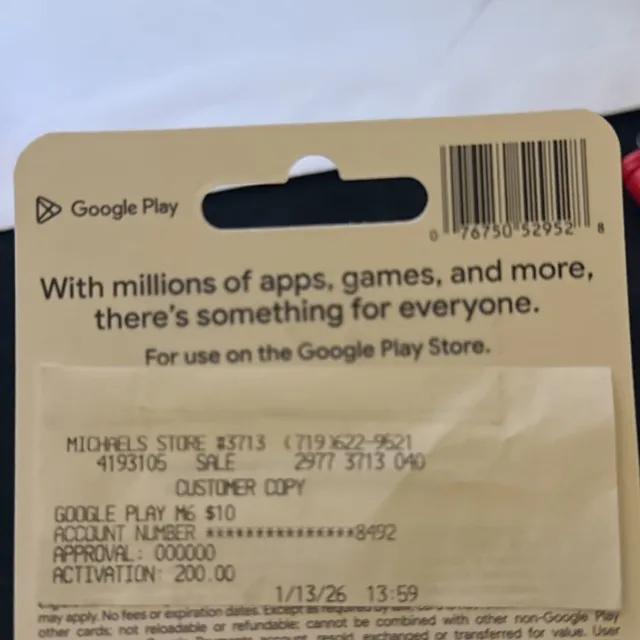 Google Play
0 76750 52952 8
With millions of apps, games, and more,
there's something for everyone.
For use on the Google Play Store.
MICHAELS STORE #3713 (719)622-9521
4193105 SALE 2977 3713 040
CUSTOMER COPY
GOOGLE PLAY M6 $10
ACCOUNT NUMBER ***************8492
APPROVAL: 000000
ACTIVATION: 200.00
1/13/26 13:59
may apply. No fees or expiration dates. Except as required by law,
other cards; not reloadable or refundable; cannot be combined with other non-Google Play
account, resold, exchanged or transferred for value. User